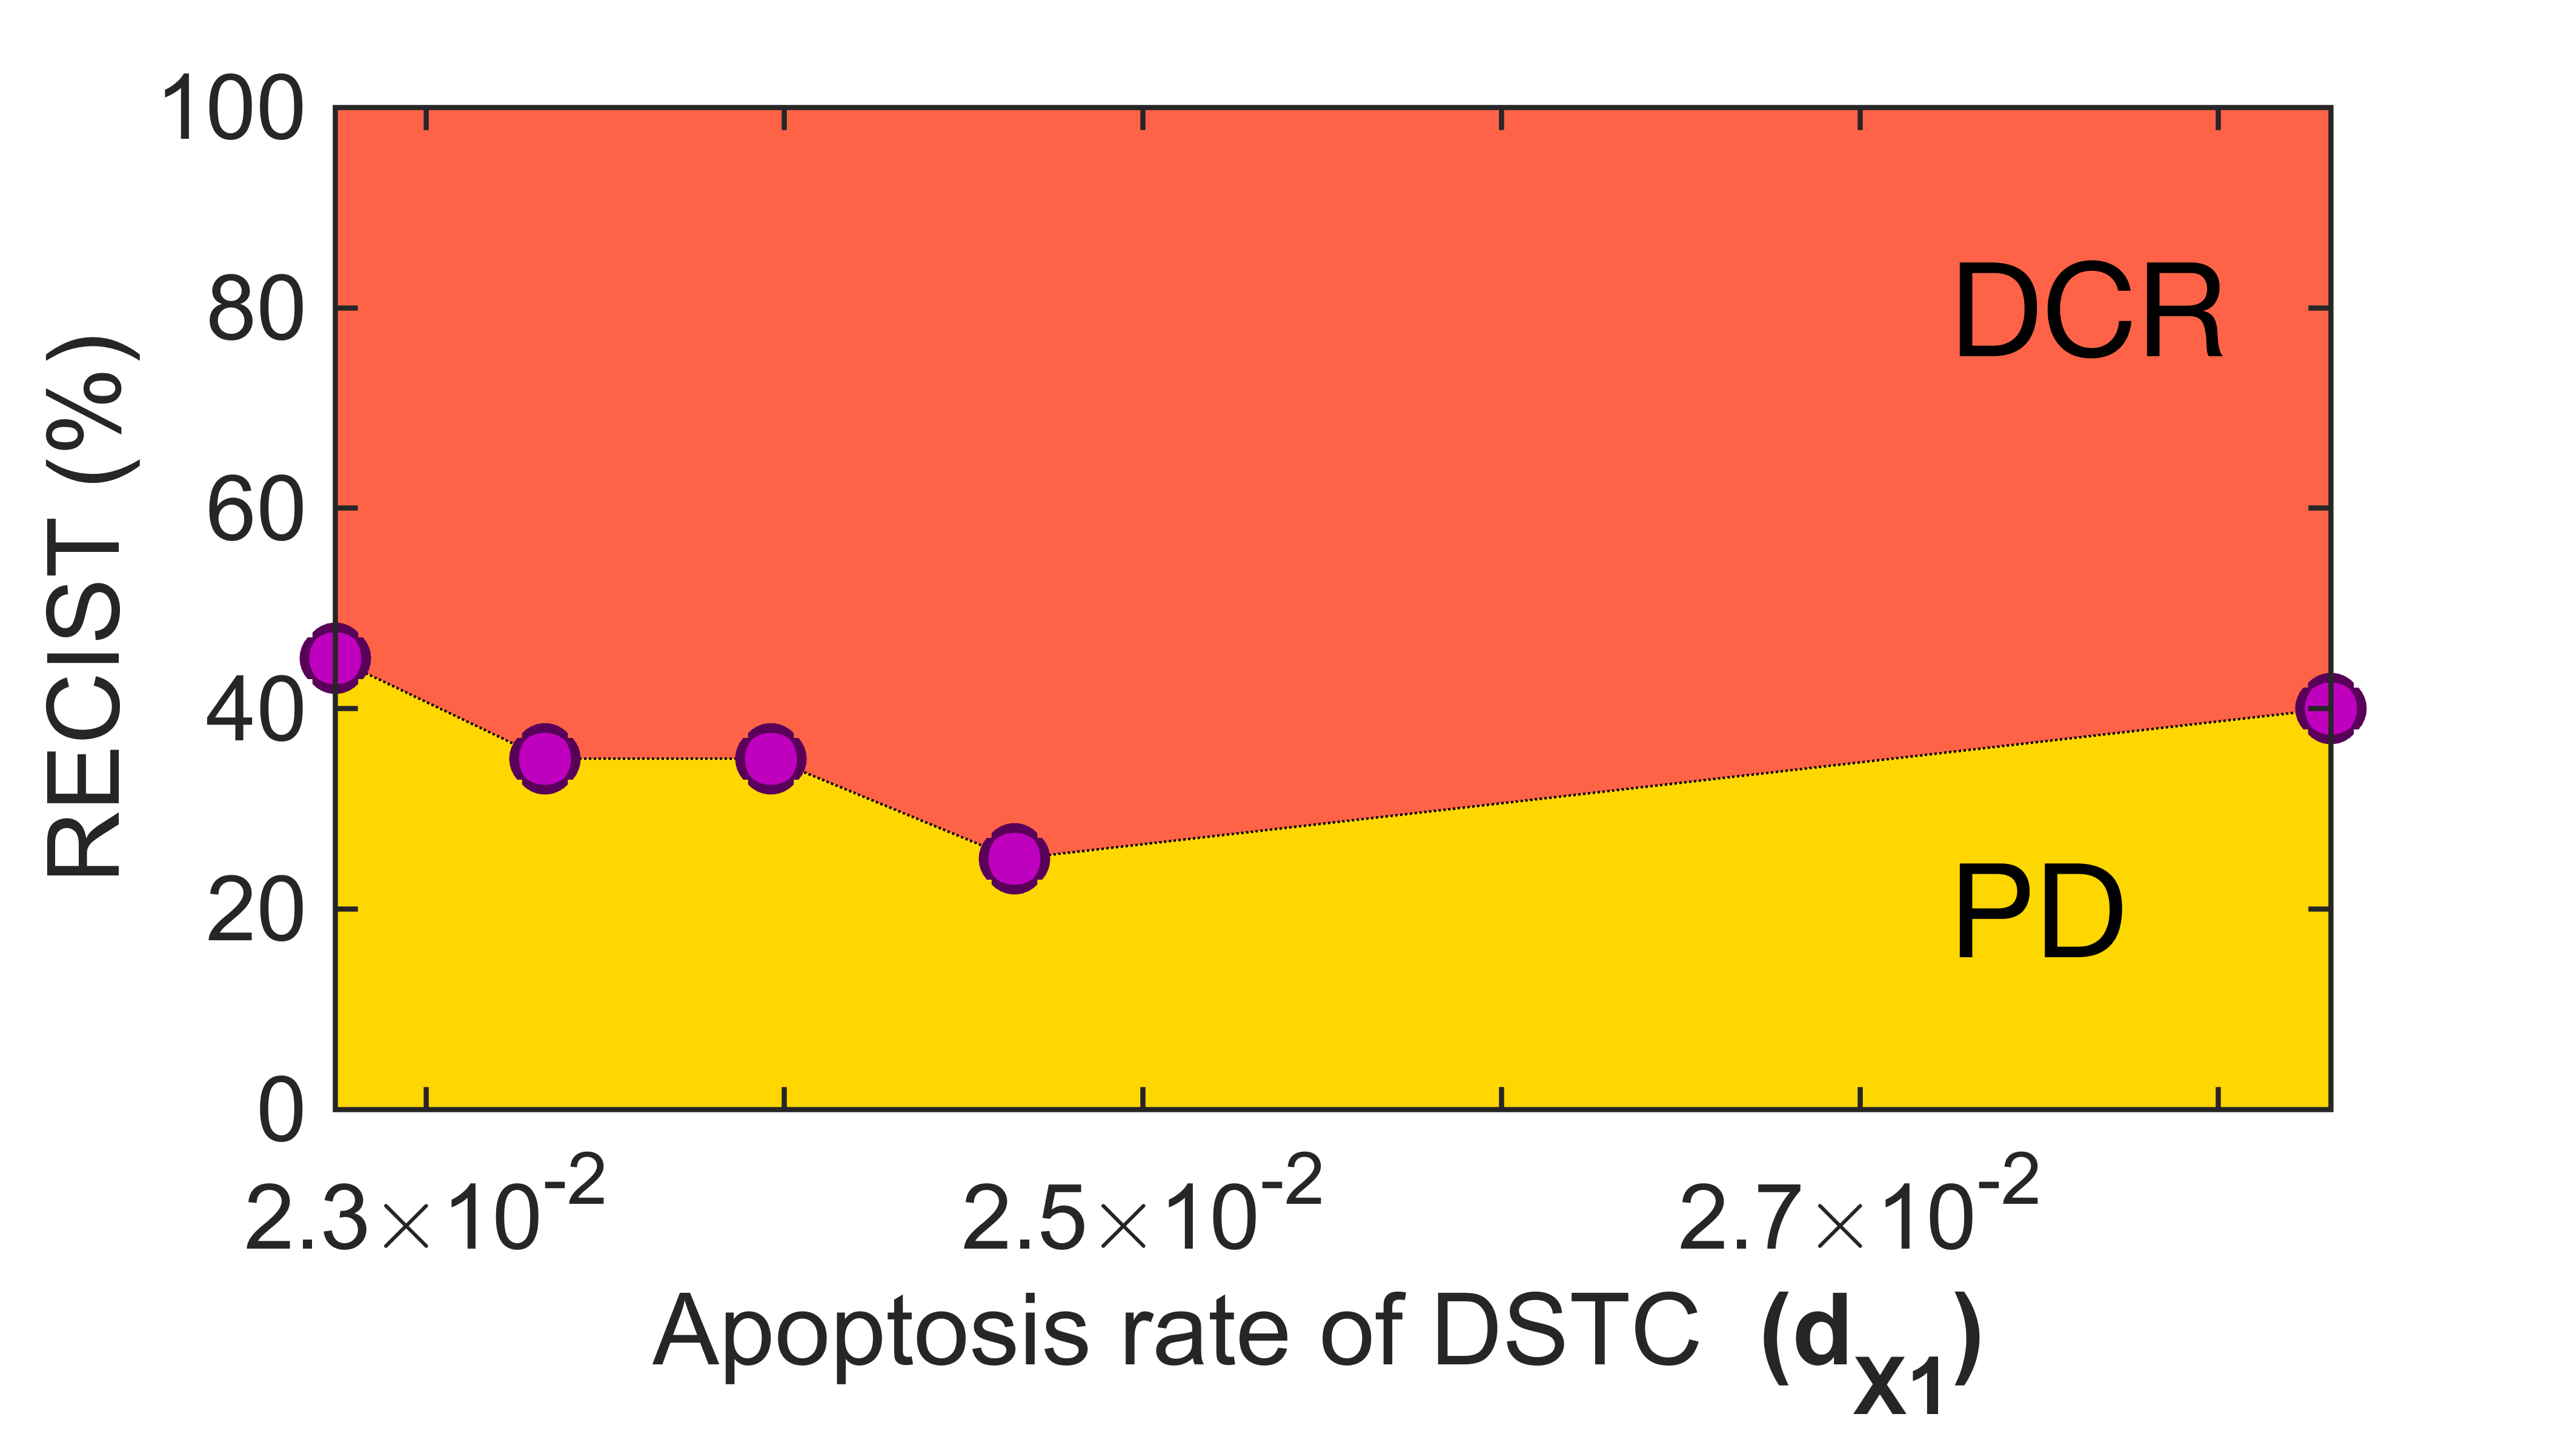 100
80
60
40
20
0
RECIST (%)
DCR
PD
2.3×10⁻² 2.5×10⁻² 2.7×10⁻²
Apoptosis rate of DSTC (d_X1)